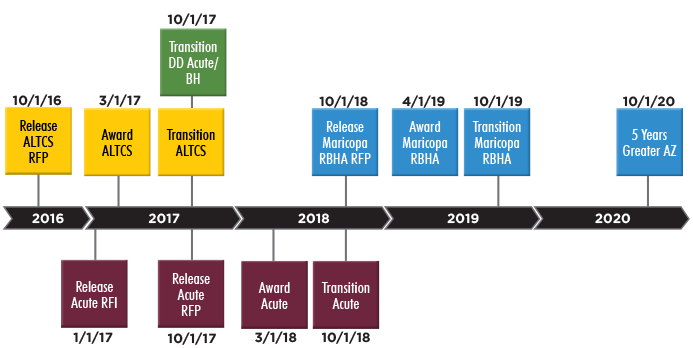 10/1/17
Transition
DD Acute/
BH
10/1/16
Release
ALTCS
RFP
3/1/17
Award
ALTCS
Transition
ALTCS
10/1/18
Release
Maricopa
RBHA RFP
4/1/19
Award
Maricopa
RBHA
10/1/19
Transition
Maricopa
RBHA
10/1/20
5 Years
Greater AZ
2016
2017
2018
2019
2020
Release
Acute RFI
1/1/17
Release
Acute
RFP
10/1/17
Award
Acute
3/1/18
Transition
Acute
10/1/18